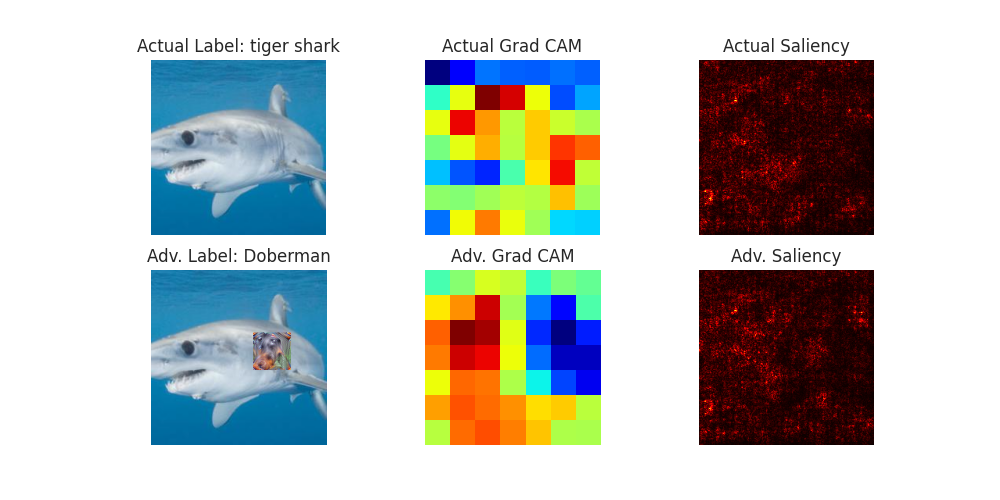 Actual Label: tiger shark
Actual Grad CAM
Actual Saliency
Adv. Label: Doberman
Adv. Grad CAM
Adv. Saliency